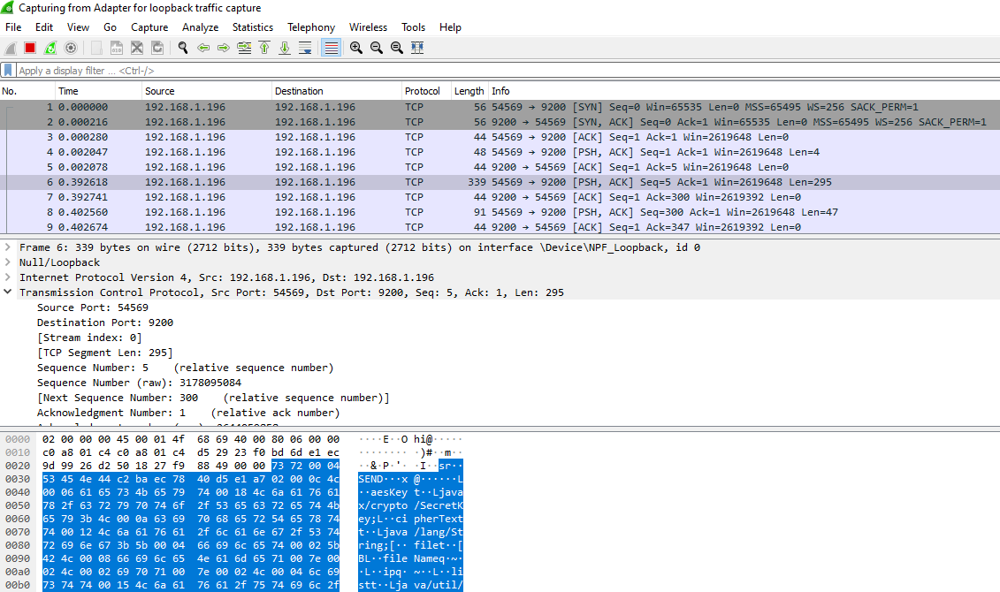 Capturing from Adapter for loopback traffic capture
File Edit View Go Capture Analyze Statistics Telephony Wireless Tools Help
Apply a display filter ... <Ctrl-/>
No. Time Source Destination Protocol Length Info
1 0.000000 192.168.1.196 192.168.1.196 TCP 56 54569 → 9200 [SYN] Seq=0 Win=65535 Len=0 MSS=65495 WS=256 SACK_PERM=1
2 0.000216 192.168.1.196 192.168.1.196 TCP 56 9200 → 54569 [SYN, ACK] Seq=0 Ack=1 Win=65535 Len=0 MSS=65495 WS=256 SACK_PERM=1
3 0.000280 192.168.1.196 192.168.1.196 TCP 44 54569 → 9200 [ACK] Seq=1 Ack=1 Win=2619648 Len=0
4 0.002047 192.168.1.196 192.168.1.196 TCP 48 54569 → 9200 [PSH, ACK] Seq=1 Ack=1 Win=2619648 Len=4
5 0.002078 192.168.1.196 192.168.1.196 TCP 44 9200 → 54569 [ACK] Seq=1 Ack=5 Win=2619648 Len=0
6 0.392618 192.168.1.196 192.168.1.196 TCP 339 54569 → 9200 [PSH, ACK] Seq=5 Ack=1 Win=2619648 Len=295
7 0.392741 192.168.1.196 192.168.1.196 TCP 44 9200 → 54569 [ACK] Seq=1 Ack=300 Win=2619392 Len=0
8 0.402560 192.168.1.196 192.168.1.196 TCP 91 54569 → 9200 [PSH, ACK] Seq=300 Ack=1 Win=2619648 Len=47
9 0.402674 192.168.1.196 192.168.1.196 TCP 44 9200 → 54569 [ACK] Seq=1 Ack=347 Win=2619392 Len=0
Frame 6: 339 bytes on wire (2712 bits), 339 bytes captured (2712 bits) on interface \Device\NPF_Loopback, id 0
Null/Loopback
Internet Protocol Version 4, Src: 192.168.1.196, Dst: 192.168.1.196
Transmission Control Protocol, Src Port: 54569, Dst Port: 9200, Seq: 5, Ack: 1, Len: 295
Source Port: 54569
Destination Port: 9200
[Stream index: 0]
[TCP Segment Len: 295]
Sequence Number: 5 (relative sequence number)
Sequence Number (raw): 3178095084
[Next Sequence Number: 300 (relative sequence number)]
Acknowledgment Number: 1 (relative ack number)
0000 02 00 00 00 45 00 01 4f 68 69 40 00 80 06 00 00 ····E··O hi@·····
0010 c0 a8 01 c4 c0 a8 01 c4 d5 29 23 f0 bd 6d e1 ec ········ ·)#··m··
0020 9d 99 26 d2 50 18 27 f9 88 49 00 00 73 72 00 04 ··&·P·'· ·I··sr··
0030 53 45 4e 44 c2 ba ec 78 40 d5 e1 a7 02 00 0c 4c SEND···x @······L
0040 00 06 61 65 73 4b 65 79 74 00 18 4c 6a 61 76 61 ··aesKey t··Ljava
0050 78 2f 63 72 79 70 74 6f 2f 53 65 63 72 65 74 4b x/crypto /SecretK
0060 65 79 3b 4c 00 0a 63 69 70 68 65 72 54 65 78 74 ey;L··ci pherText
0070 74 00 12 4c 6a 61 76 61 2f 6c 61 6e 67 2f 53 74 t··Ljava /lang/St
0080 72 69 6e 67 3b 5b 00 04 66 69 6c 65 74 00 02 5b ring;[·· filet··[
0090 42 4c 00 08 66 69 6c 65 4e 61 6d 65 71 00 7e 00 BL··file Nameq·~·
00a0 02 4c 00 02 69 70 71 00 7e 00 02 4c 00 04 6c 69 ·L··ipq· ~··L··li
00b0 73 74 74 00 15 4c 6a 61 76 61 2f 75 74 69 6c 2f stt··Lja va/util/